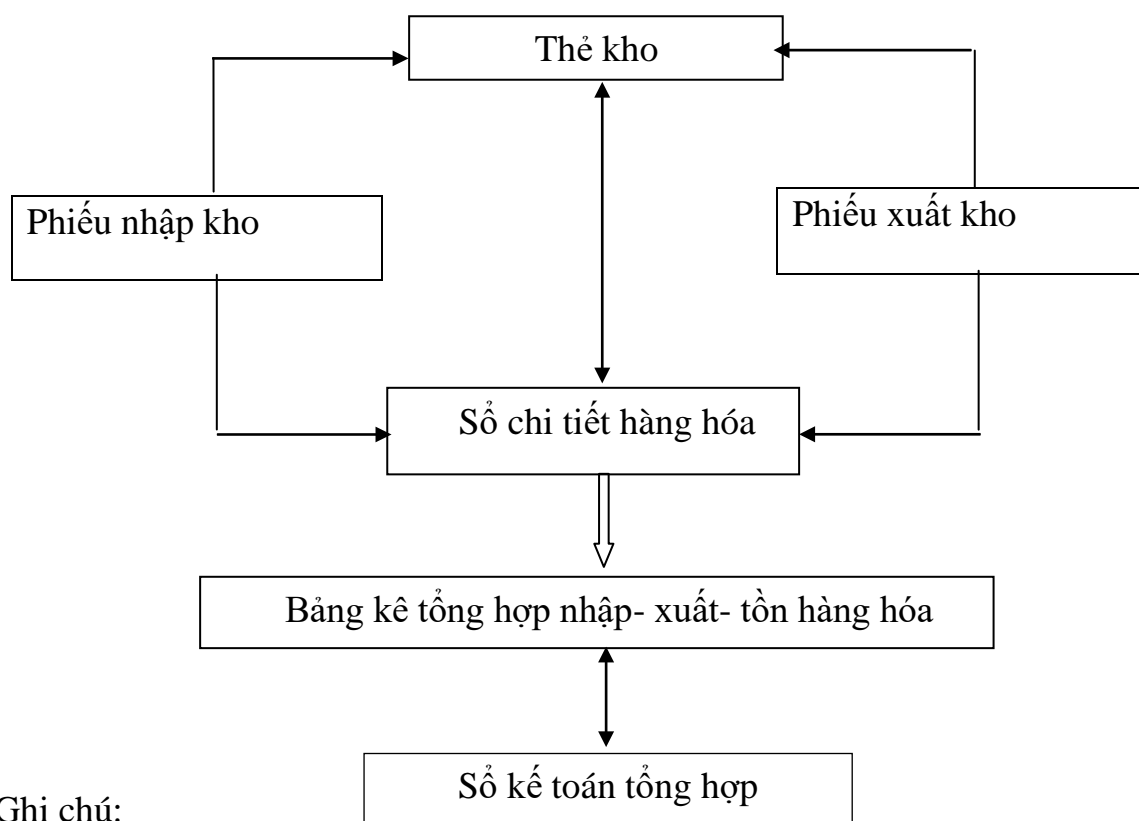 Thẻ kho
Phiếu nhập kho
Phiếu xuất kho
Sổ chi tiết hàng hóa
Bảng kê tổng hợp nhập- xuất- tồn hàng hóa
Sổ kế toán tổng hợp
Ghi chú: